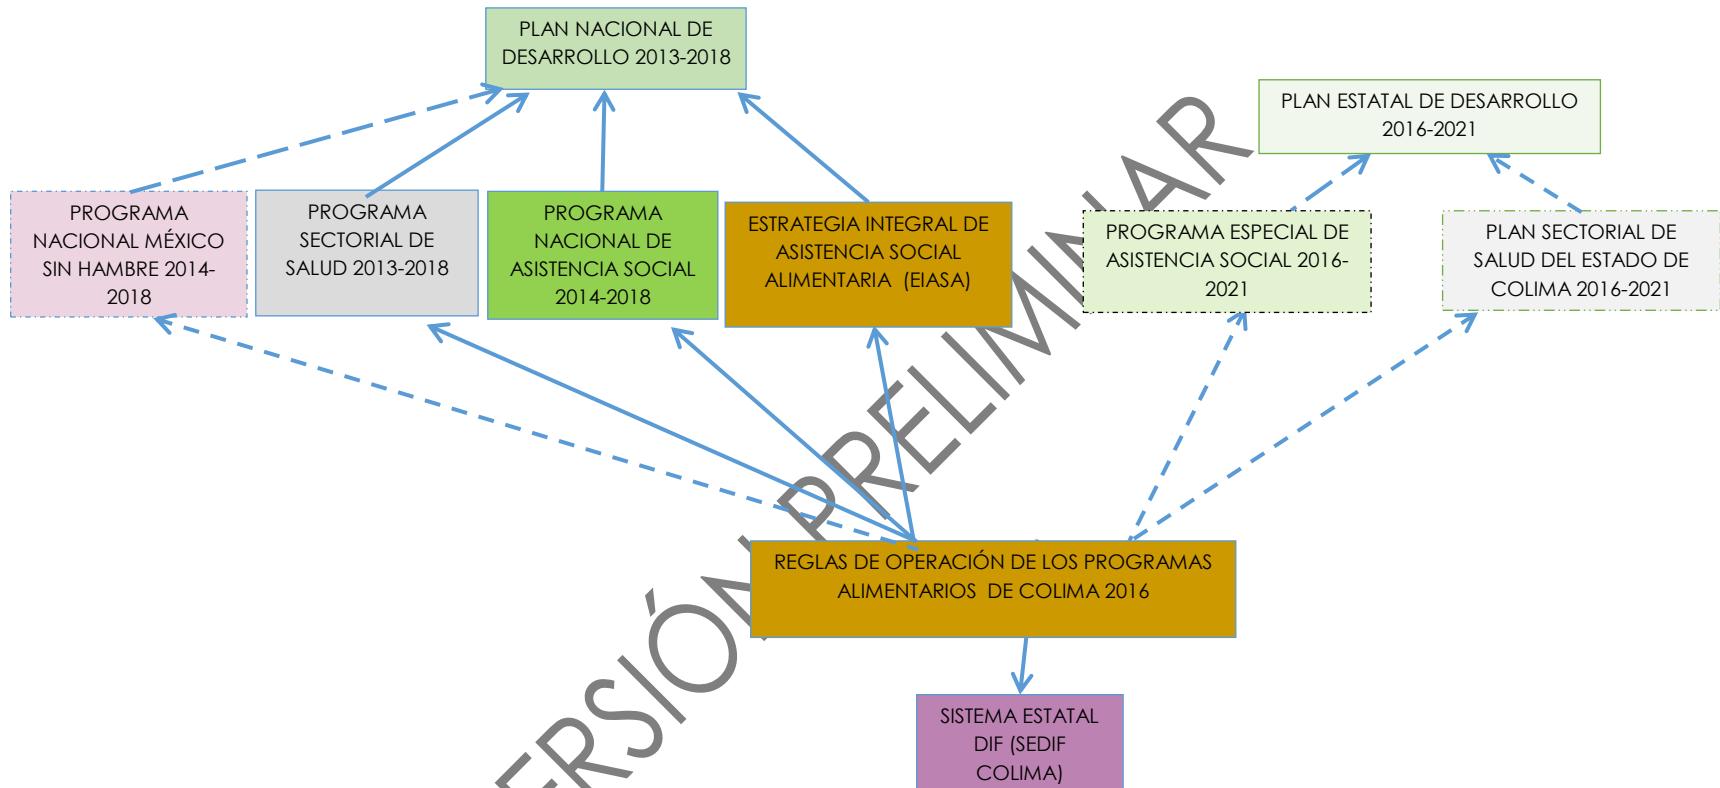 PLAN NACIONAL DE
DESARROLLO 2013-2018
PLAN ESTATAL DE DESARROLLO
2016-2021
PROGRAMA
NACIONAL MÉXICO
SIN HAMBRE 2014-
2018
PROGRAMA
SECTORIAL DE
SALUD 2013-2018
PROGRAMA
NACIONAL DE
ASISTENCIA SOCIAL
2014-2018
ESTRATEGIA INTEGRAL DE
ASISTENCIA SOCIAL
ALIMENTARIA (EIASA)
PROGRAMA ESPECIAL DE
ASISTENCIA SOCIAL 2016-
2021
PLAN SECTORIAL DE
SALUD DEL ESTADO DE
COLIMA 2016-2021
REGLAS DE OPERACIÓN DE LOS PROGRAMAS
ALIMENTARIOS DE COLIMA 2016
SISTEMA ESTATAL
DIF (SEDIF
COLIMA)
ERSIÓN PRELIMINAR